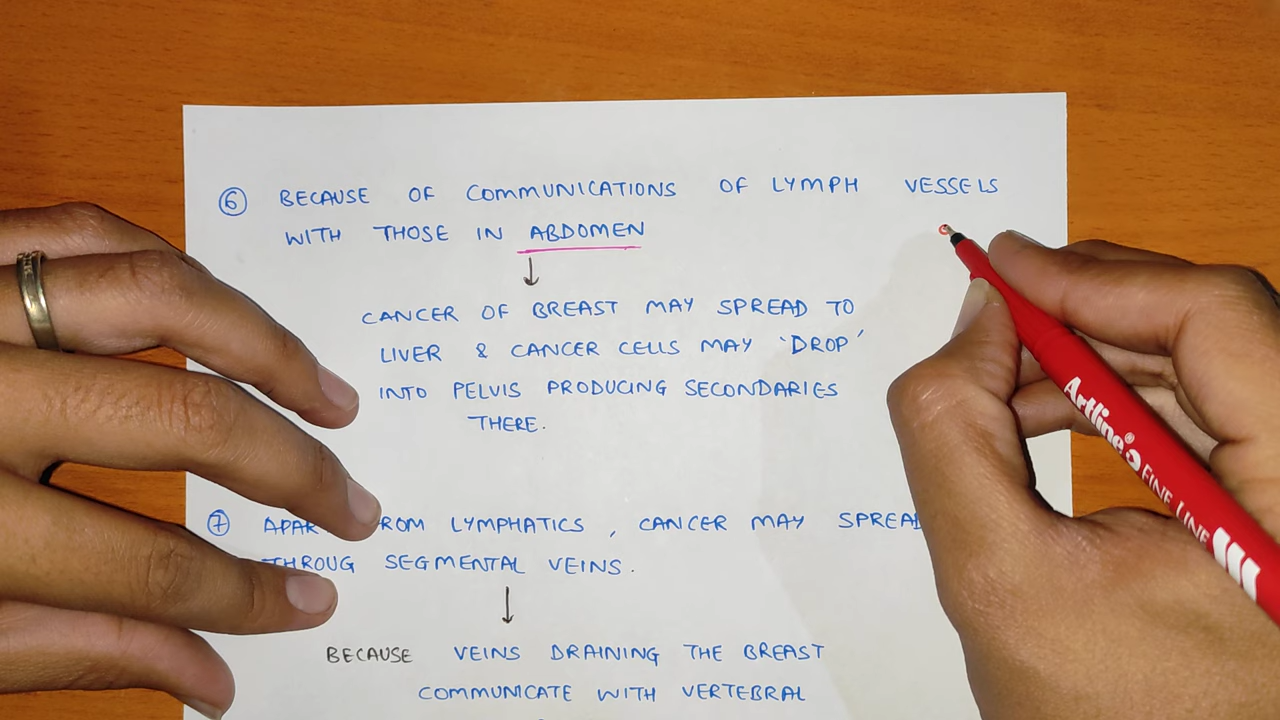 ⑥ BECAUSE OF COMMUNICATIONS OF LYMPH VESSELS
WITH THOSE IN ABDOMEN
↓
CANCER OF BREAST MAY SPREAD TO
LIVER & CANCER CELLS MAY 'DROP'
INTO PELVIS PRODUCING SECONDARIES
THERE.
⑦ LYMPHATICS, CANCER MAY SPREAD
THROUG SEGMENTAL VEINS.
↓
BECAUSE VEINS DRAINING THE BREAST
COMMUNICATE WITH VERTEBRAL
Artline® FINE LINE